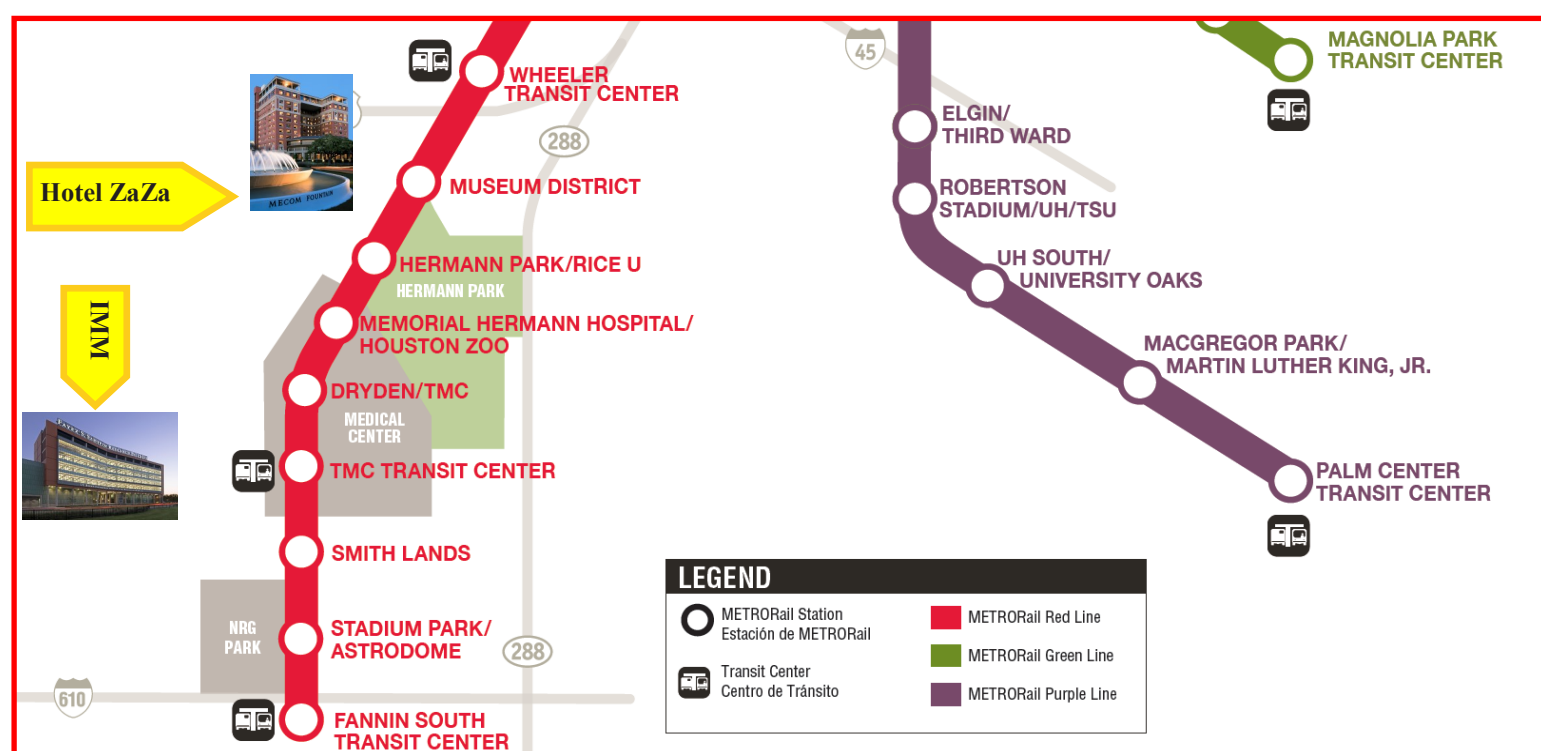 WHEELER
TRANSIT CENTER
288
MUSEUM DISTRICT
Hotel ZaZa
MECOM FOUNTAIN
HERMANN PARK/RICE U
HERMANN PARK
IMM
MEMORIAL HERMANN HOSPITAL/
HOUSTON ZOO
DRYDEN/TMC
MEDICAL
CENTER
TMC TRANSIT CENTER
SMITH LANDS
NRG
PARK
STADIUM PARK/
ASTRODOME
288
610
FANNIN SOUTH
TRANSIT CENTER
45
MAGNOLIA PARK
TRANSIT CENTER
ELGIN/
THIRD WARD
ROBERTSON
STADIUM/UH/TSU
UH SOUTH/
UNIVERSITY OAKS
MACGREGOR PARK/
MARTIN LUTHER KING, JR.
PALM CENTER
TRANSIT CENTER
LEGEND
METRORail Station
Estación de METRORail
Transit Center
Centro de Tránsito
METRORail Red Line
METRORail Green Line
METRORail Purple Line